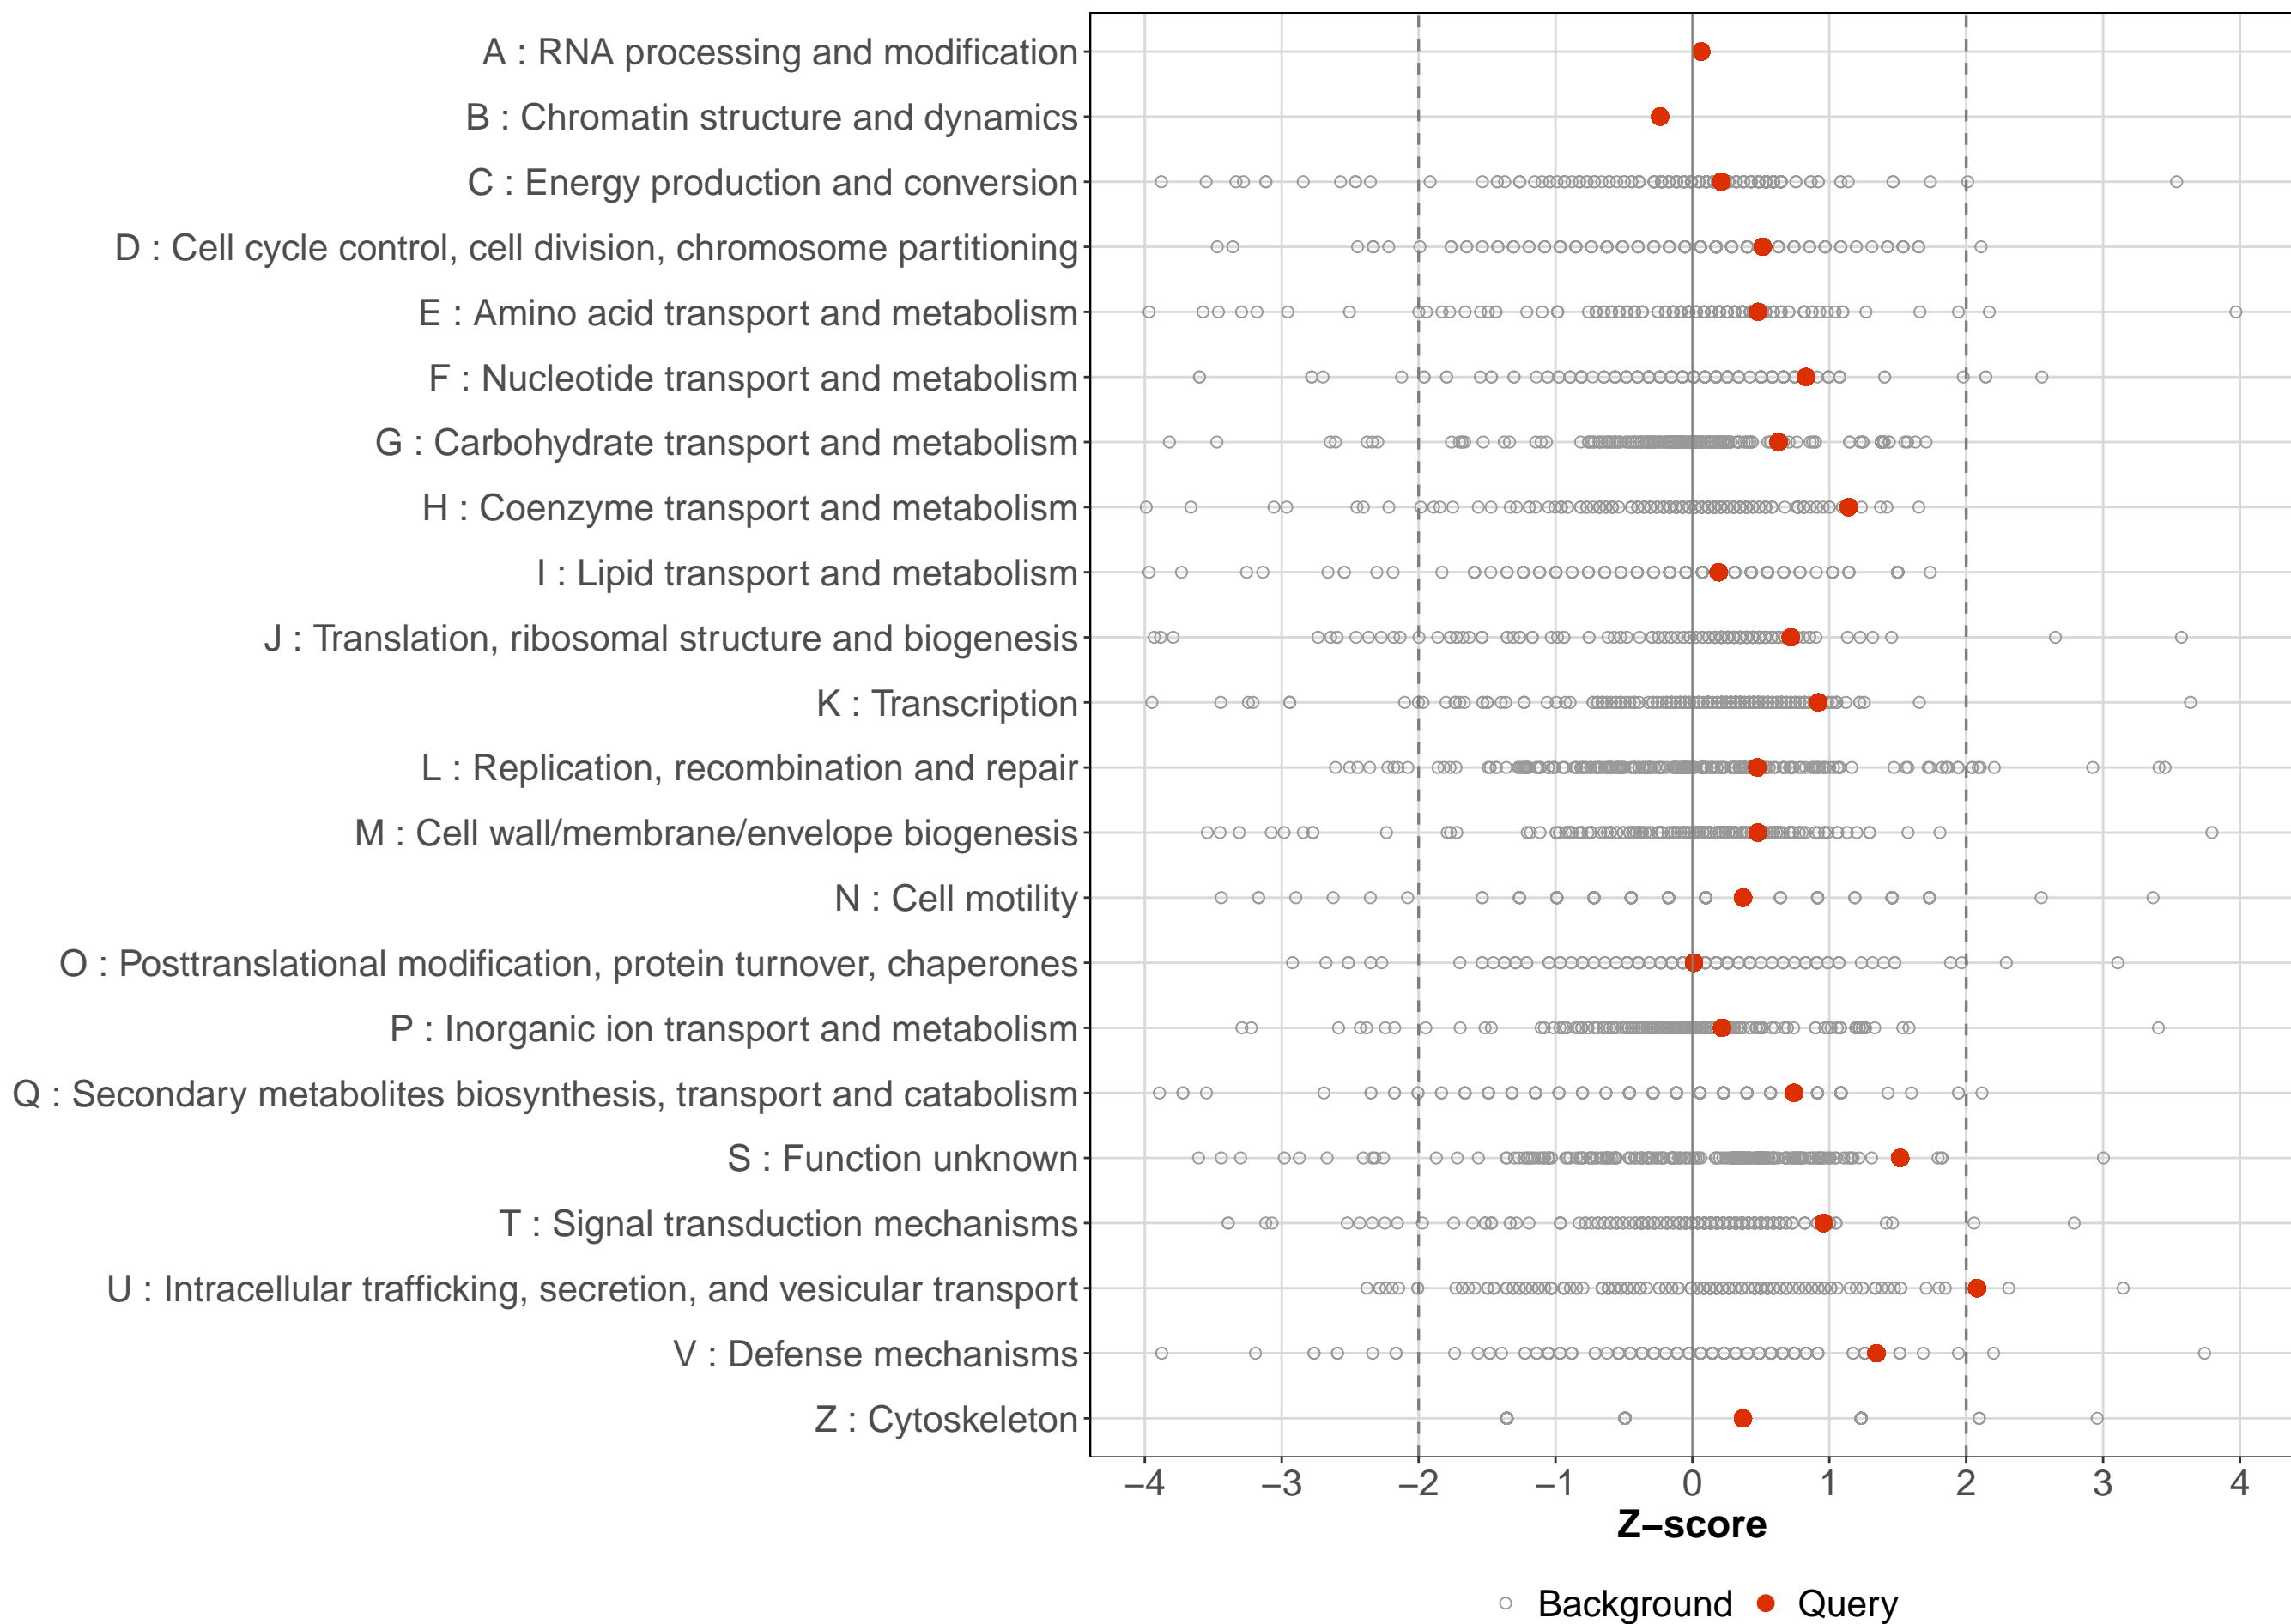 A : RNA processing and modification
B : Chromatin structure and dynamics
C : Energy production and conversion
D : Cell cycle control, cell division, chromosome partitioning
E : Amino acid transport and metabolism
F : Nucleotide transport and metabolism
G : Carbohydrate transport and metabolism
H : Coenzyme transport and metabolism
I : Lipid transport and metabolism
J : Translation, ribosomal structure and biogenesis
K : Transcription
L : Replication, recombination and repair
M : Cell wall/membrane/envelope biogenesis
N : Cell motility
O : Posttranslational modification, protein turnover, chaperones
P : Inorganic ion transport and metabolism
Q : Secondary metabolites biosynthesis, transport and catabolism
S : Function unknown
T : Signal transduction mechanisms
U : Intracellular trafficking, secretion, and vesicular transport
V : Defense mechanisms
Z : Cytoskeleton
−4 −3 −2 −1 0 1 2 3 4
Z−score
Background Query